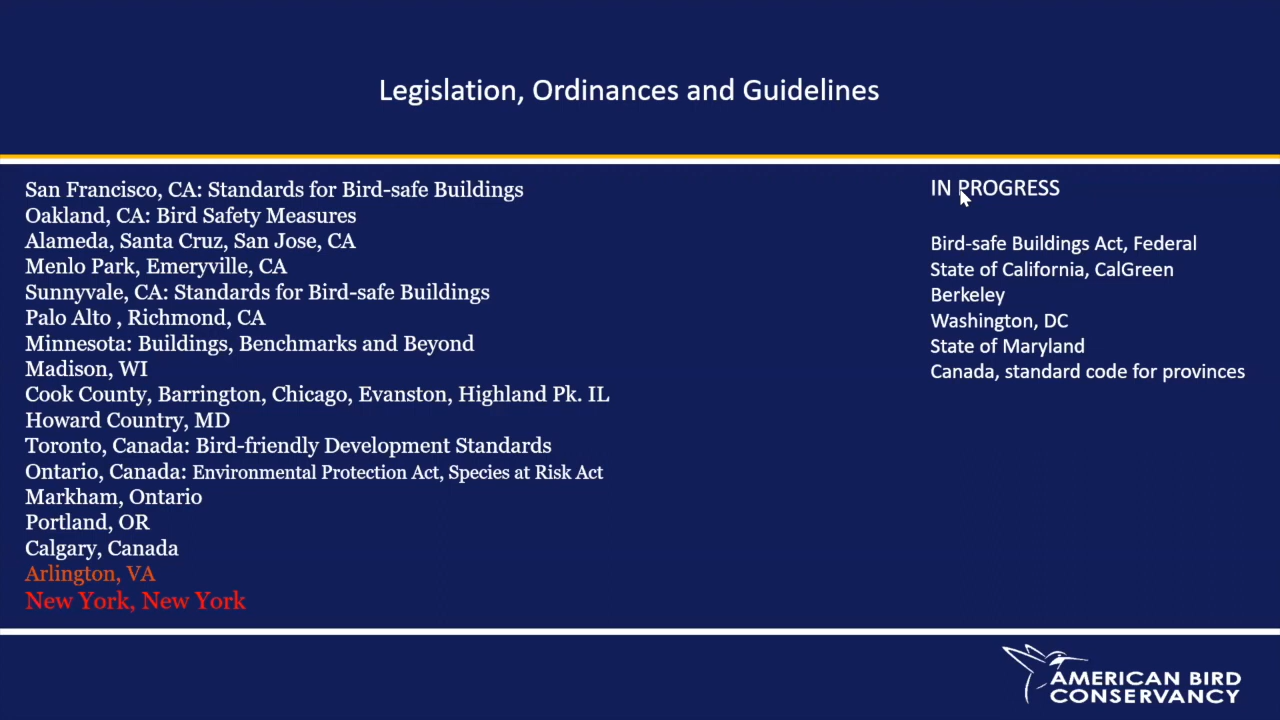 Legislation, Ordinances and Guidelines
San Francisco, CA: Standards for Bird-safe Buildings
Oakland, CA: Bird Safety Measures
Alameda, Santa Cruz, San Jose, CA
Menlo Park, Emeryville, CA
Sunnyvale, CA: Standards for Bird-safe Buildings
Palo Alto , Richmond, CA
Minnesota: Buildings, Benchmarks and Beyond
Madison, WI
Cook County, Barrington, Chicago, Evanston, Highland Pk. IL
Howard Country, MD
Toronto, Canada: Bird-friendly Development Standards
Ontario, Canada: Environmental Protection Act, Species at Risk Act
Markham, Ontario
Portland, OR
Calgary, Canada
Arlington, VA
New York, New York
IN PROGRESS
Bird-safe Buildings Act, Federal
State of California, CalGreen
Berkeley
Washington, DC
State of Maryland
Canada, standard code for provinces
AMERICAN BIRD
CONSERVANCY